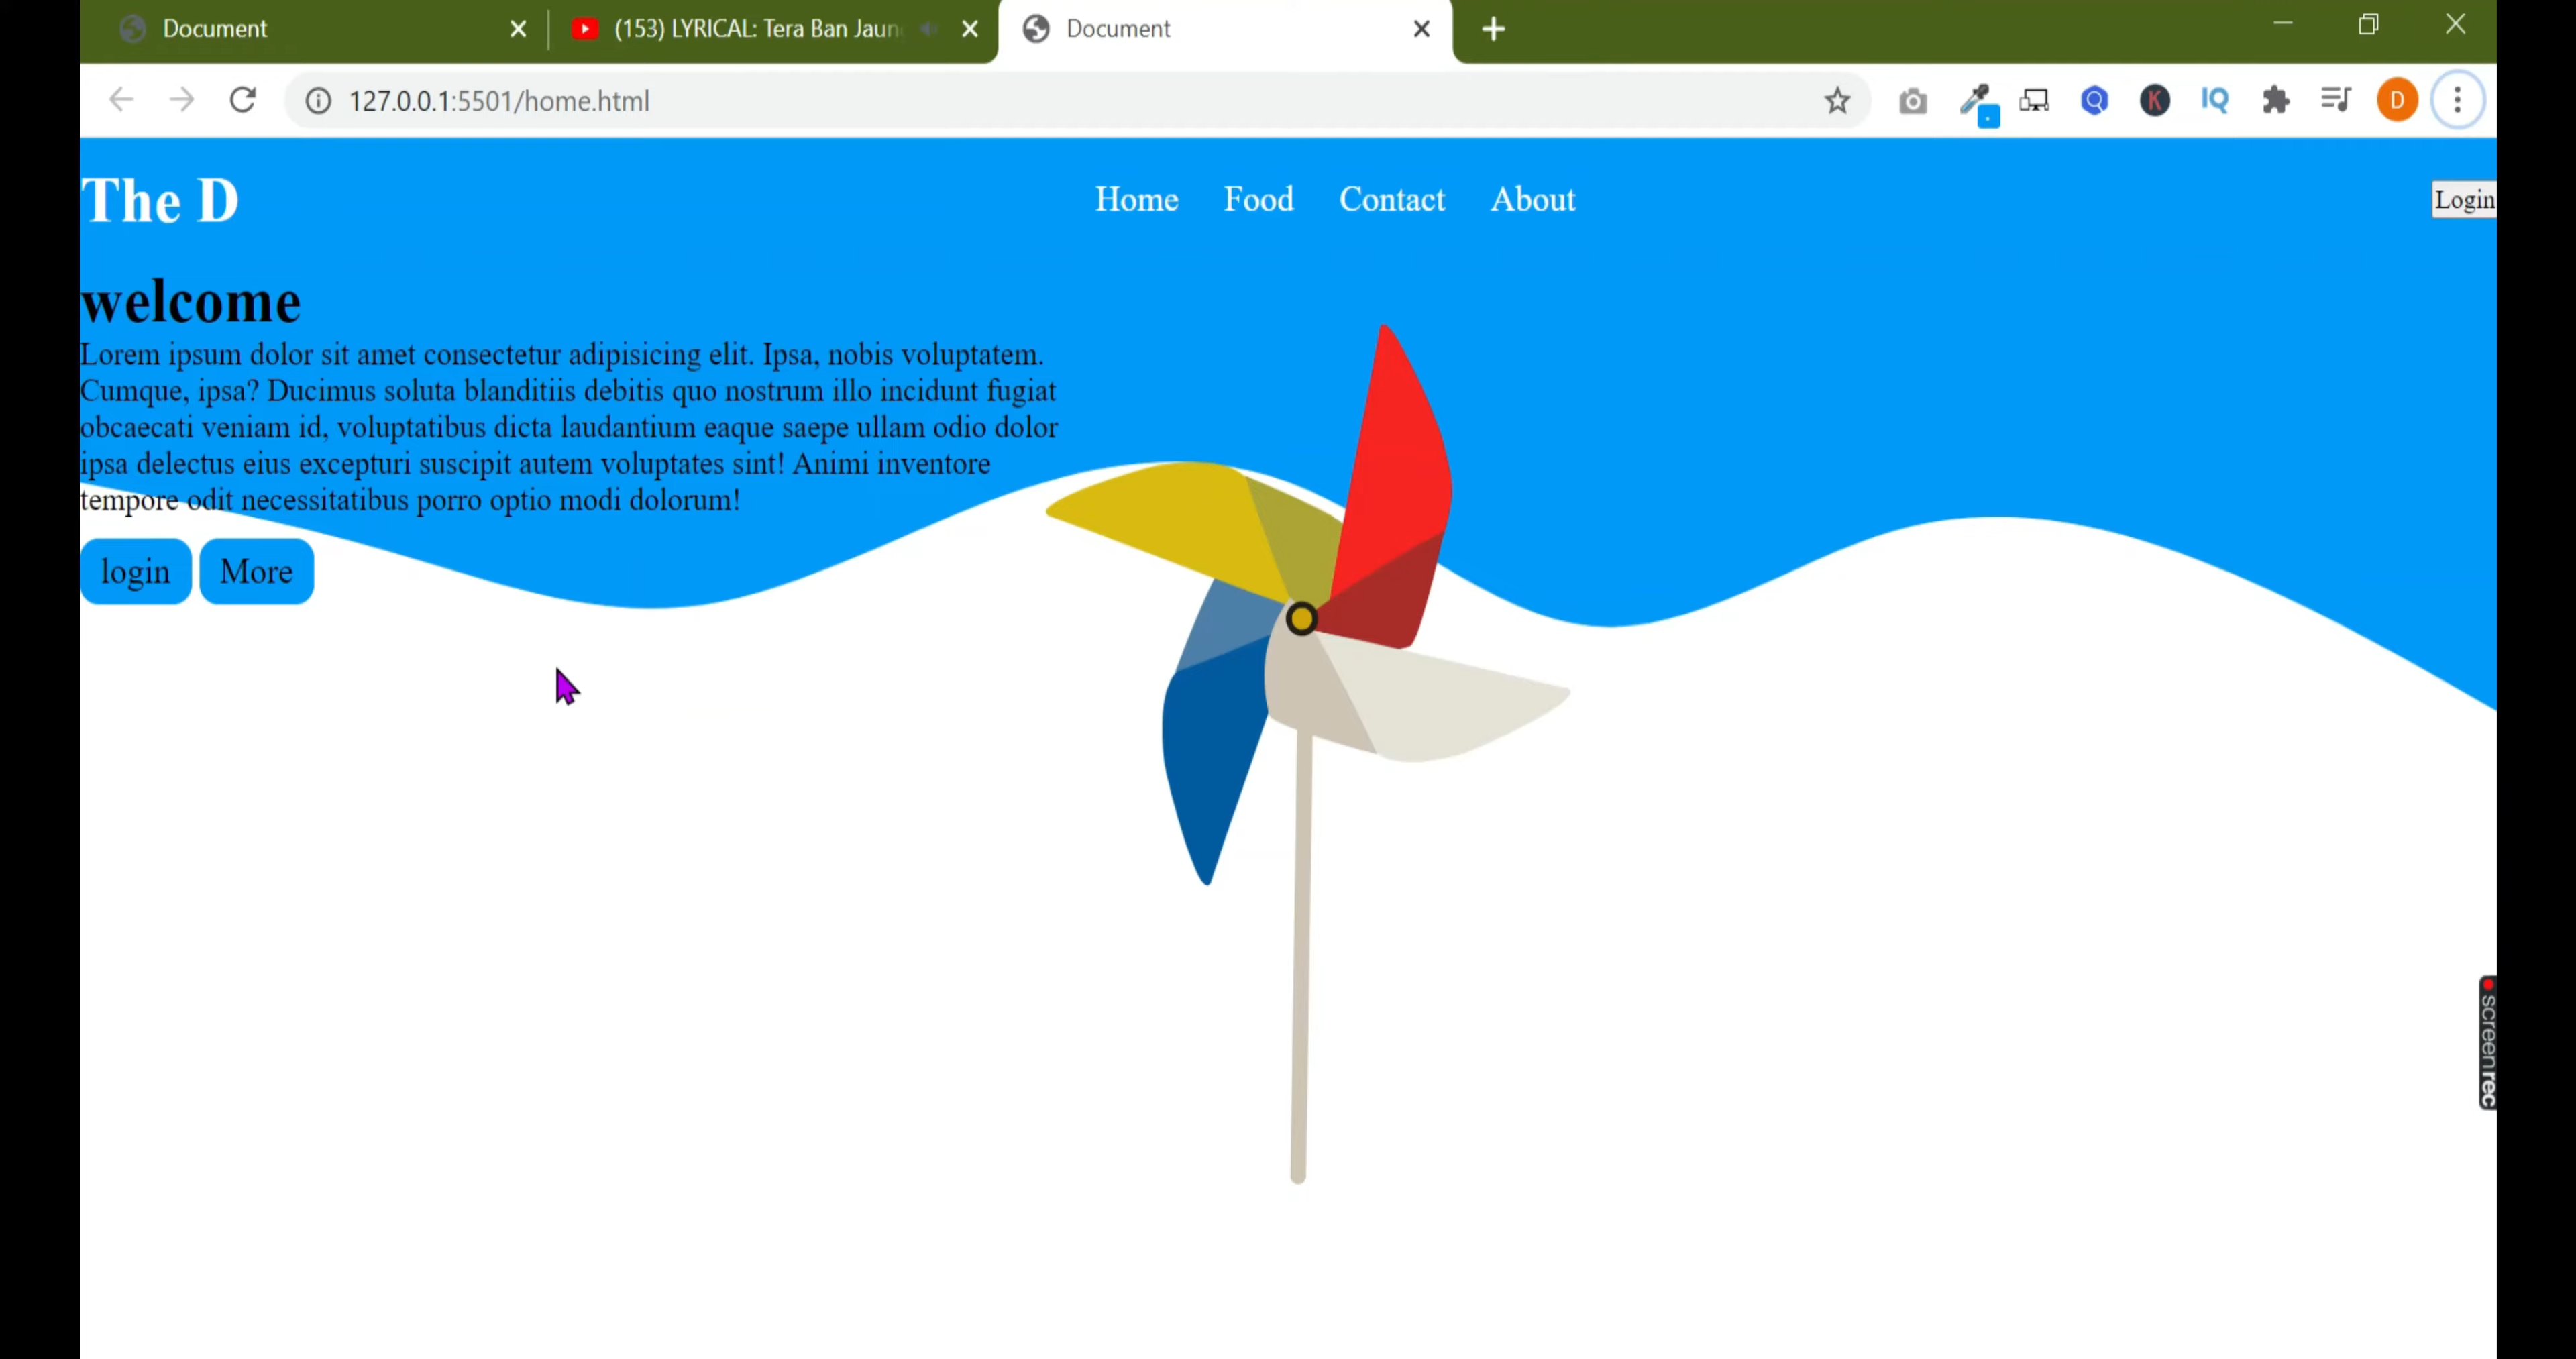 Document
(153) LYRICAL: Tera Ban Jaun
Document
127.0.0.1:5501/home.html
IQ
K
D
The D
Home Food Contact About
Login
welcome
Lorem ipsum dolor sit amet consectetur adipisicing elit. Ipsa, nobis voluptatem.
Cumque, ipsa? Ducimus soluta blanditiis debitis quo nostrum illo incidunt fugiat
obcaecati veniam id, voluptatibus dicta laudantium eaque saepe ullam odio dolor
ipsa delectus eius excepturi suscipit autem voluptates sint! Animi inventore
tempore odit necessitatibus porro optio modi dolorum!
login More
screenrec